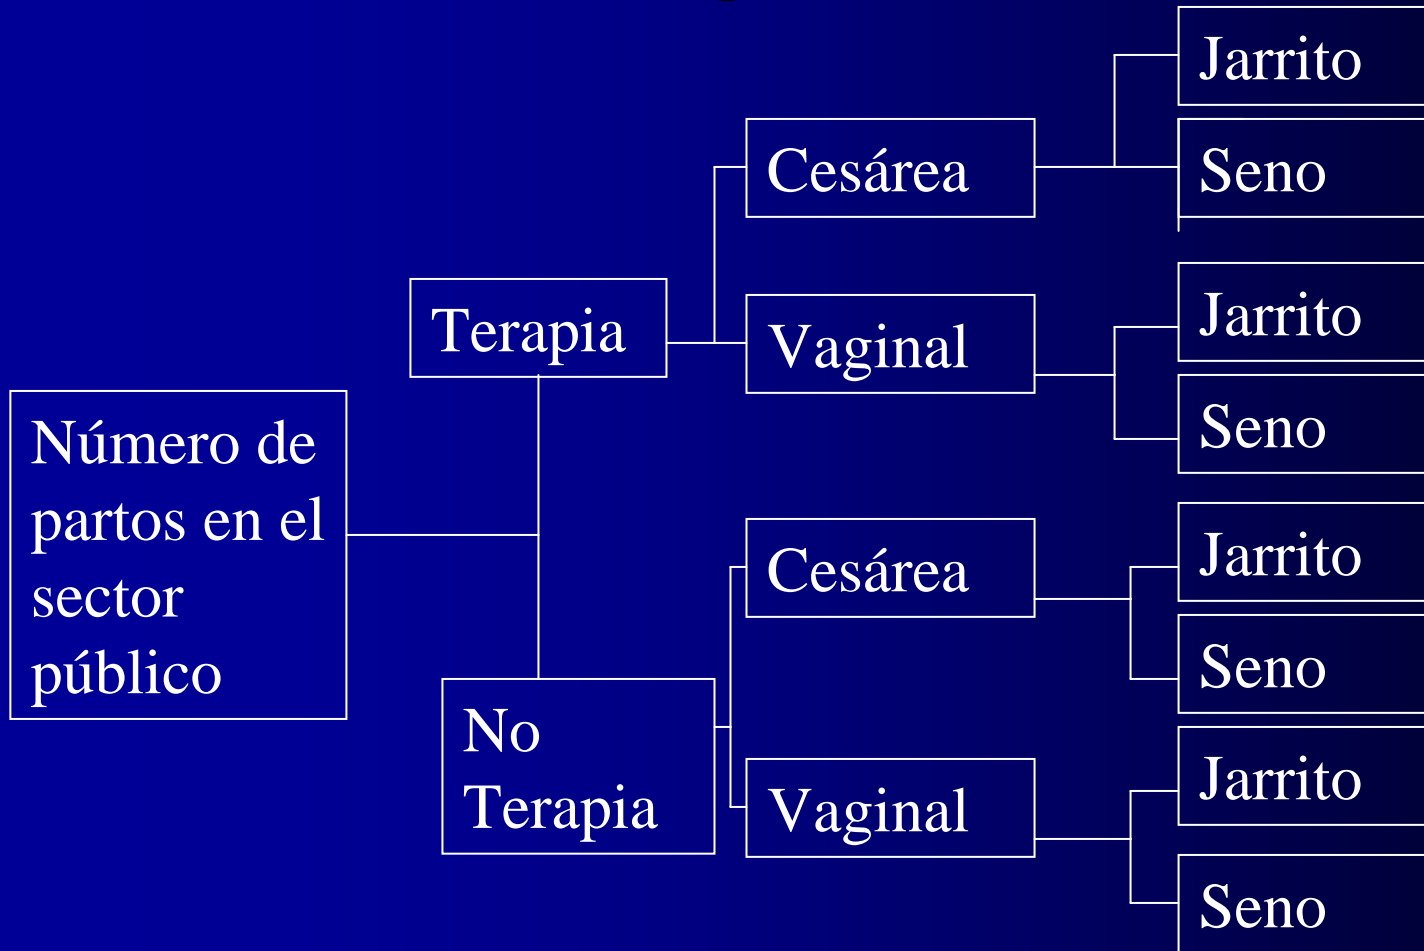 Número de
partos en el
sector
público
Terapia
No
Terapia
Cesárea
Vaginal
Cesárea
Vaginal
Jarrito
Seno
Jarrito
Seno
Jarrito
Seno
Jarrito
Seno